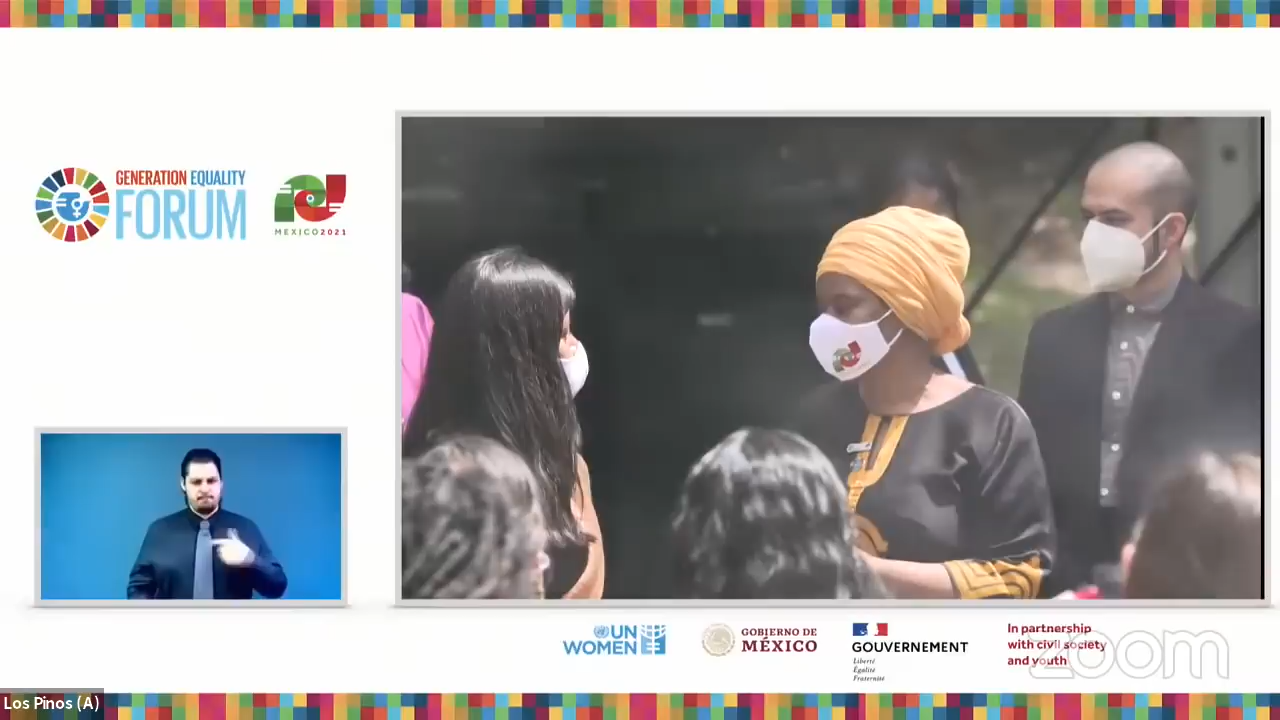 GENERATION EQUALITY
FORUM
MEXICO2021
UN
WOMEN
GOBIERNO DE
MÉXICO
GOUVERNEMENT
Liberté
Égalité
Fraternité
In partnership
with civil society
and youth
zoom
Los Pinos (A)